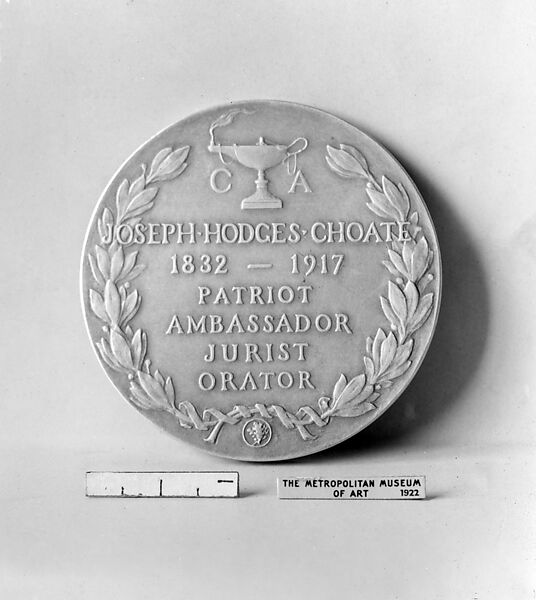 C A
JOSEPH·HODGES·CHOATE
1832 — 1917
PATRIOT
AMBASSADOR
JURIST
ORATOR
THE METROPOLITAN MUSEUM
OF ART 1922